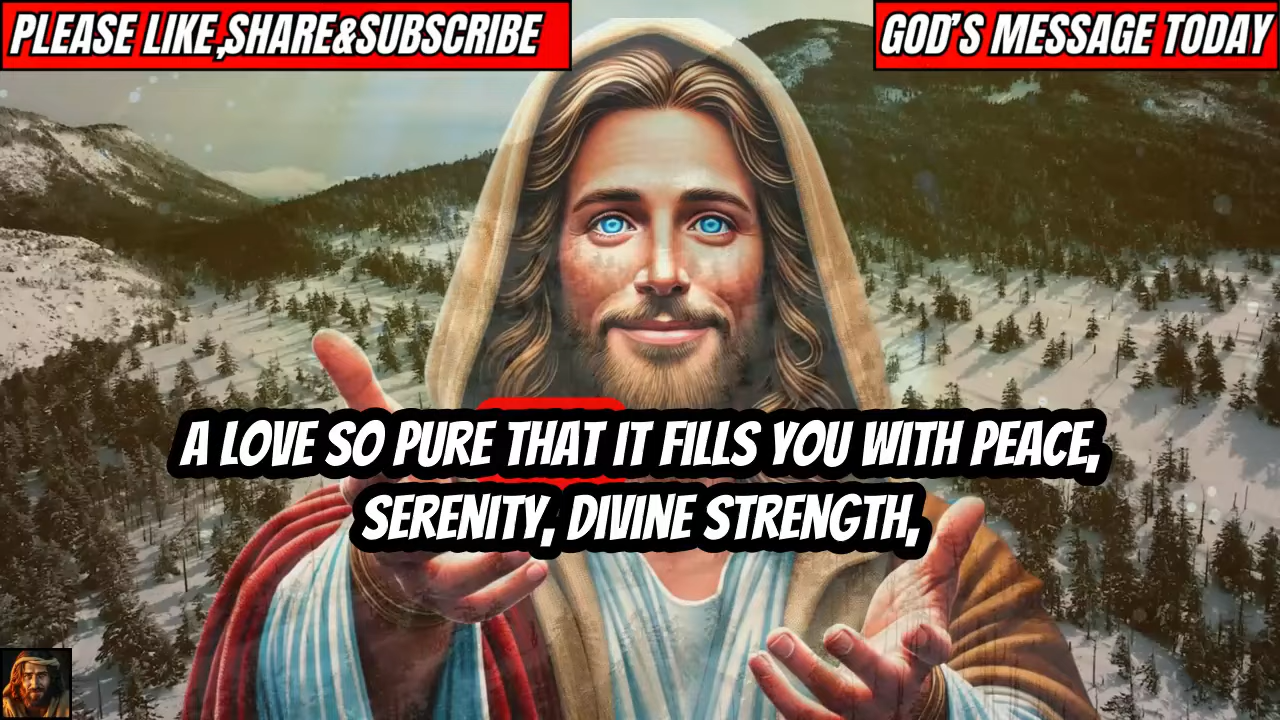 PLEASE LIKE,SHARE&SUBSCRIBE
GOD'S MESSAGE TODAY
A LOVE SO PURE THAT IT FILLS YOU WITH PEACE,
SERENITY, DIVINE STRENGTH,